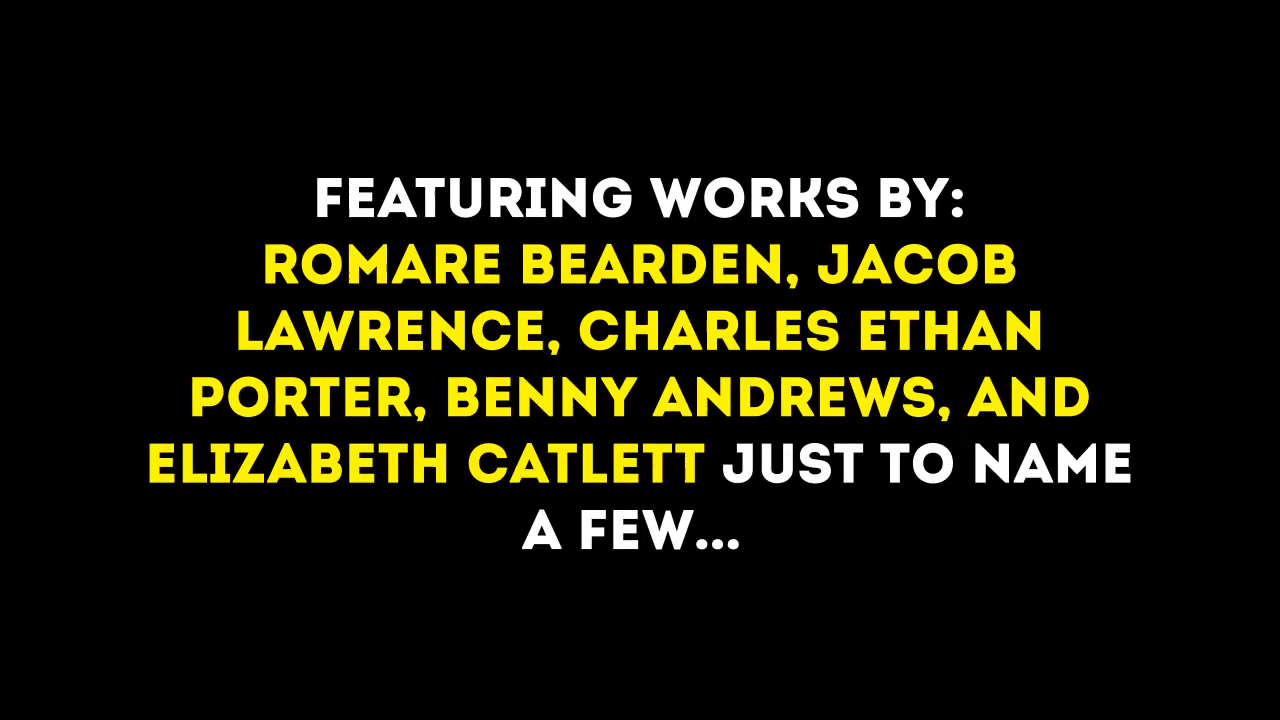 FEATURING WORKS BY:
ROMARE BEARDEN, JACOB
LAWRENCE, CHARLES ETHAN
PORTER, BENNY ANDREWS, AND
ELIZABETH CATLETT JUST TO NAME
A FEW...